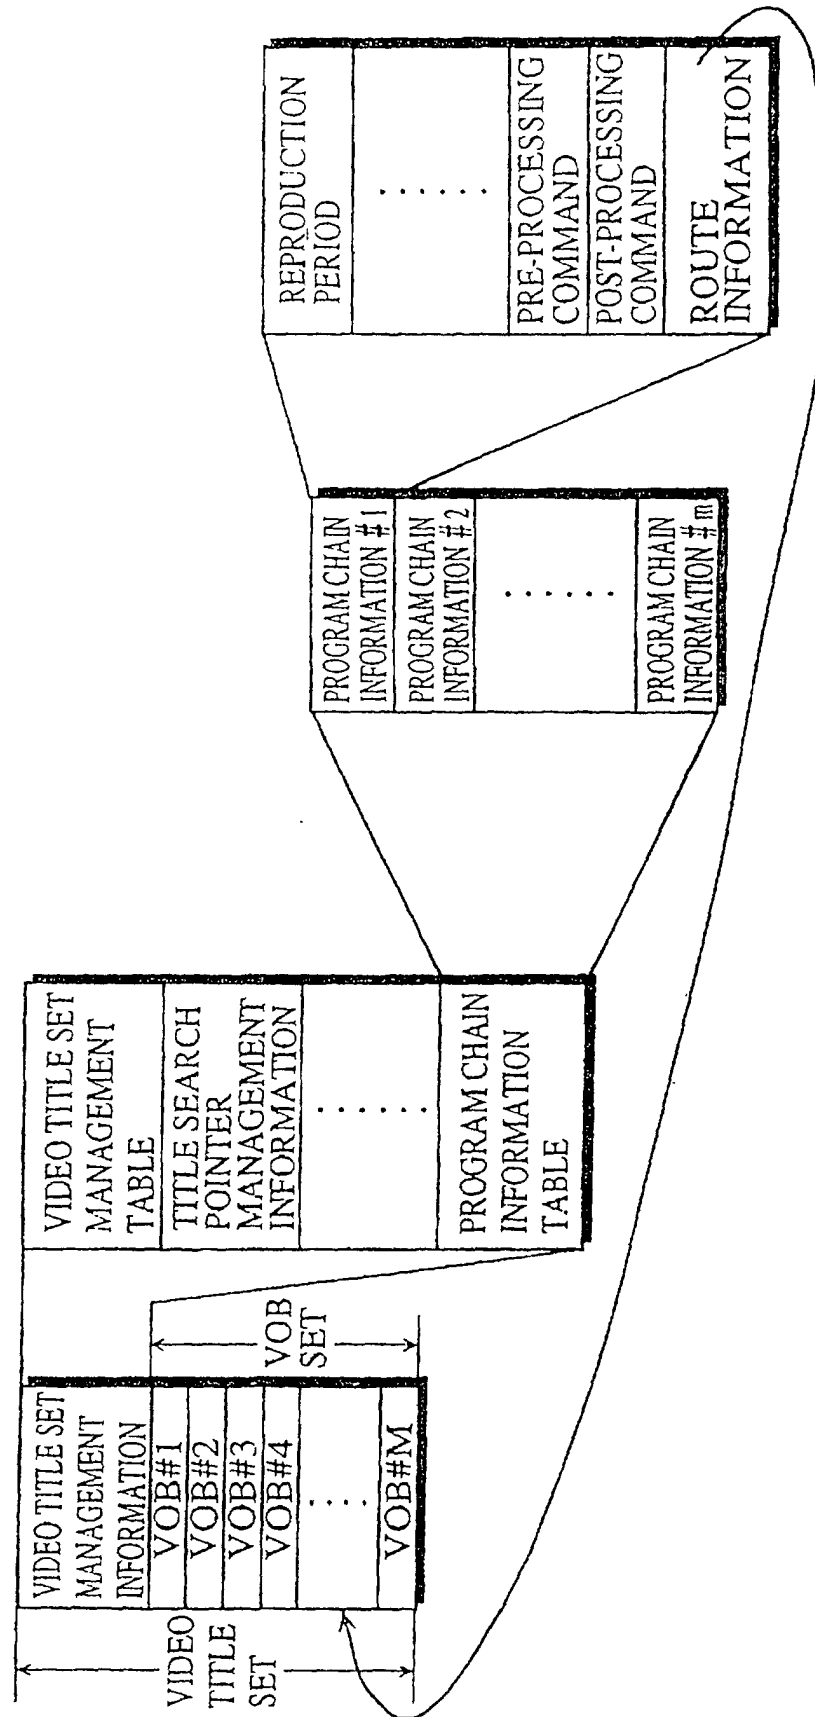 VIDEO
TITLE
SET
VIDEO TITLE SET
MANAGEMENT
INFORMATION
VOB#1
VOB#2
VOB#3
VOB#4
.....
VOB#M
VOB
SET
VIDEO TITLE SET
MANAGEMENT
TABLE
TITLE SEARCH
POINTER
MANAGEMENT
INFORMATION
......
PROGRAM CHAIN
INFORMATION
TABLE
PROGRAM CHAIN
INFORMATION #1
PROGRAM CHAIN
INFORMATION #2
......
PROGRAM CHAIN
INFORMATION #m
REPRODUCTION
PERIOD
......
PRE-PROCESSING
COMMAND
POST-PROCESSING
COMMAND
ROUTE
INFORMATION